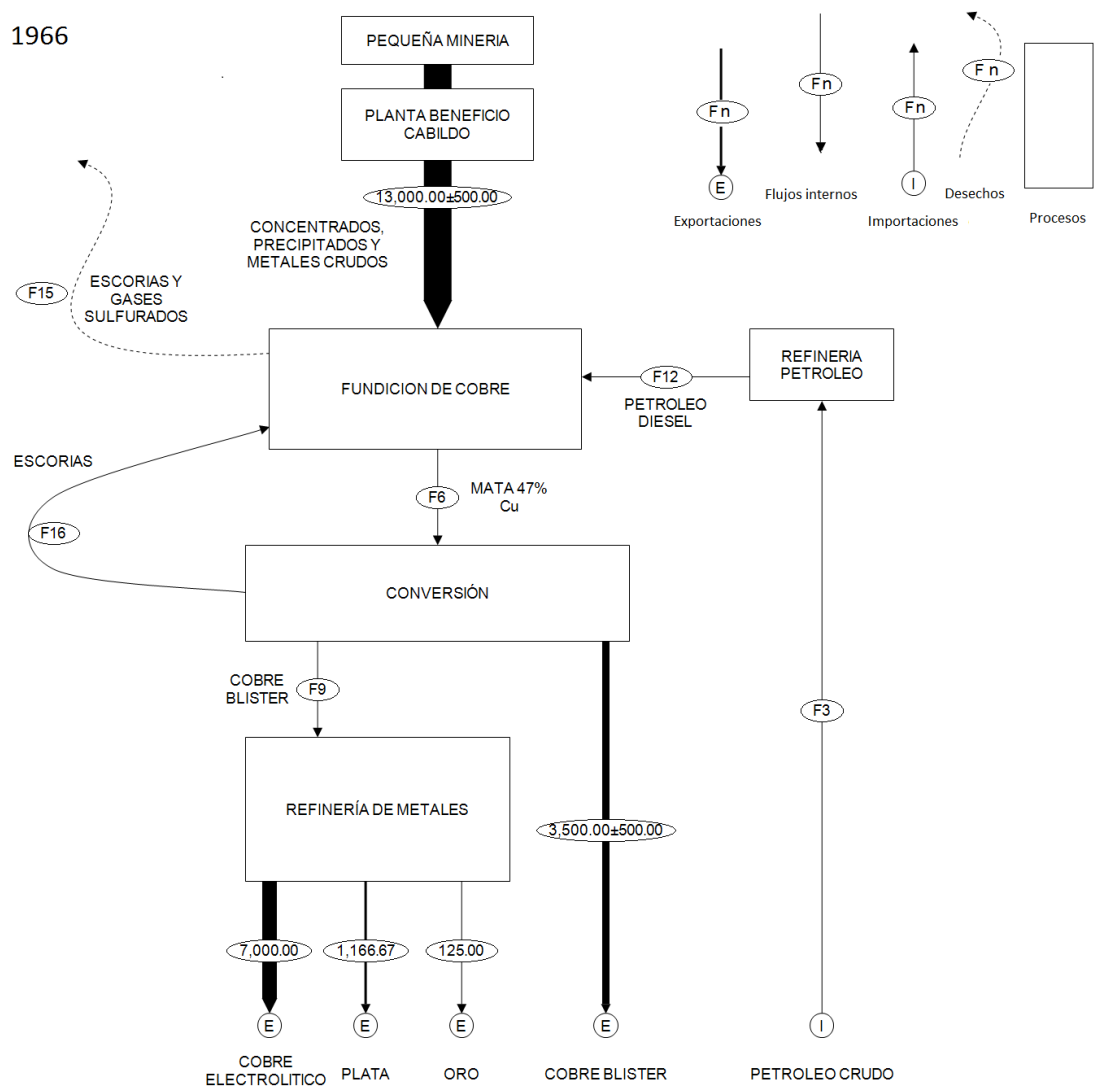 1966
PEQUEÑA MINERIA
PLANTA BENEFICIO
CABILDO
13,000.00±500.00
CONCENTRADOS,
PRECIPITADOS Y
METALES CRUDOS
Fn
E
Exportaciones
Fn
Flujos internos
Fn
I
Importaciones
F n
Desechos
Procesos
F15
ESCORIAS Y
GASES
SULFURADOS
FUNDICION DE COBRE
F12
PETROLEO
DIESEL
REFINERIA
PETROLEO
ESCORIAS
F16
F6
MATA 47%
Cu
CONVERSIÓN
COBRE
BLISTER
F9
F3
REFINERÍA DE METALES
3,500.00±500.00
7,000.00
1,166.67
125.00
E
E
E
E
I
COBRE
ELECTROLITICO
PLATA
ORO
COBRE BLISTER
PETROLEO CRUDO